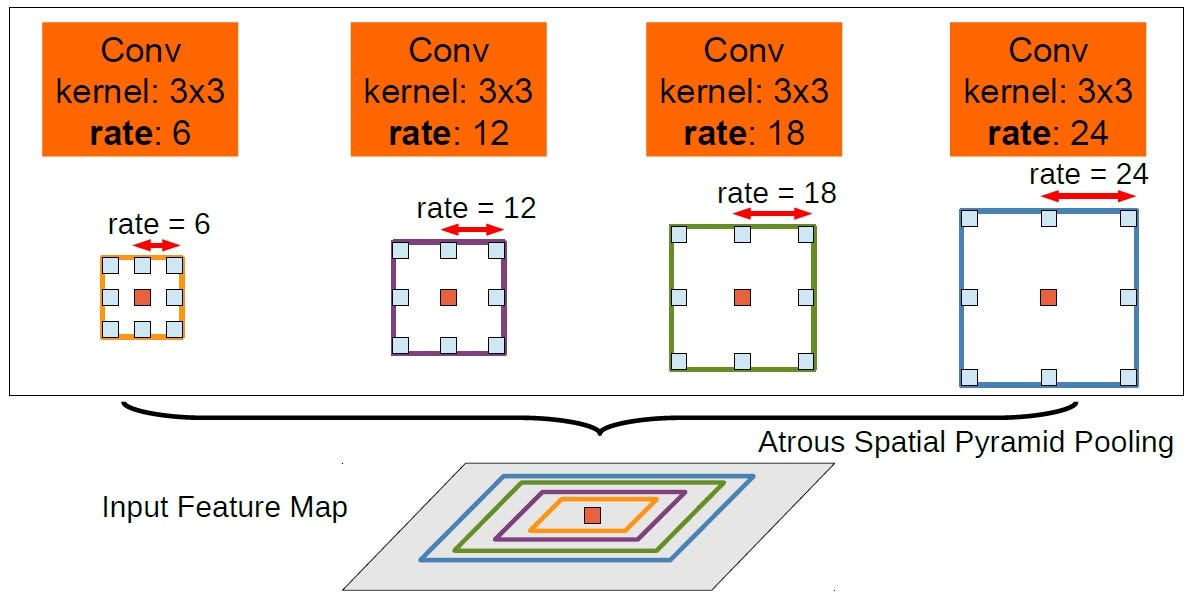 Conv
kernel: 3x3
rate: 6
Conv
kernel: 3x3
rate: 12
Conv
kernel: 3x3
rate: 18
Conv
kernel: 3x3
rate: 24
rate = 6
rate = 12
rate = 18
rate = 24
Atrous Spatial Pyramid Pooling
Input Feature Map